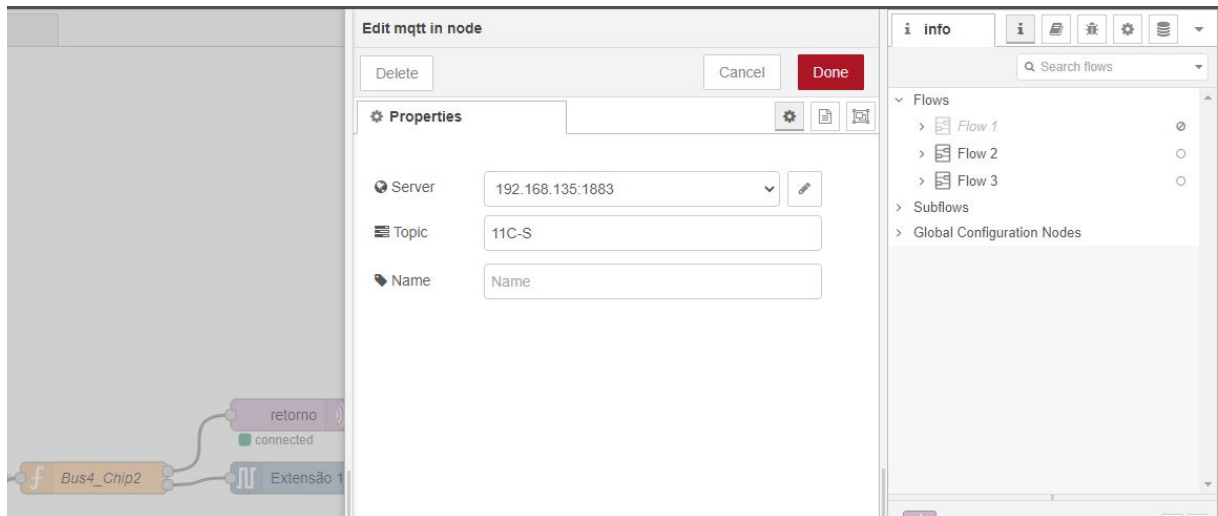 Edit mqtt in node
Delete
Cancel
Done
Properties
Server
192.168.135:1883
Topic
11C-S
Name
Name
retorno
connected
Bus4_Chip2
Extensão 1
i info
i
Search flows
Flows
Flow 1
Flow 2
Flow 3
Subflows
Global Configuration Nodes